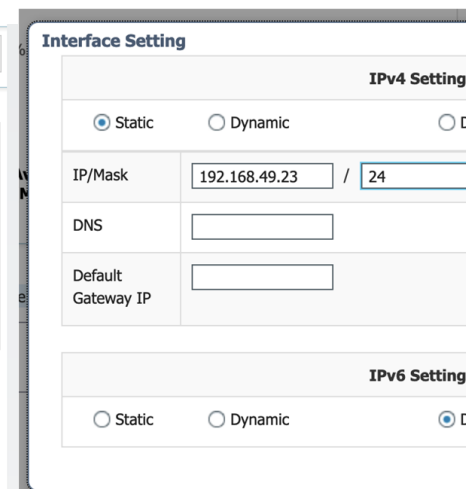 Interface Setting
IPv4 Setting
Static Dynamic
IP/Mask 192.168.49.23 / 24
DNS
Default
Gateway IP
IPv6 Setting
Static Dynamic